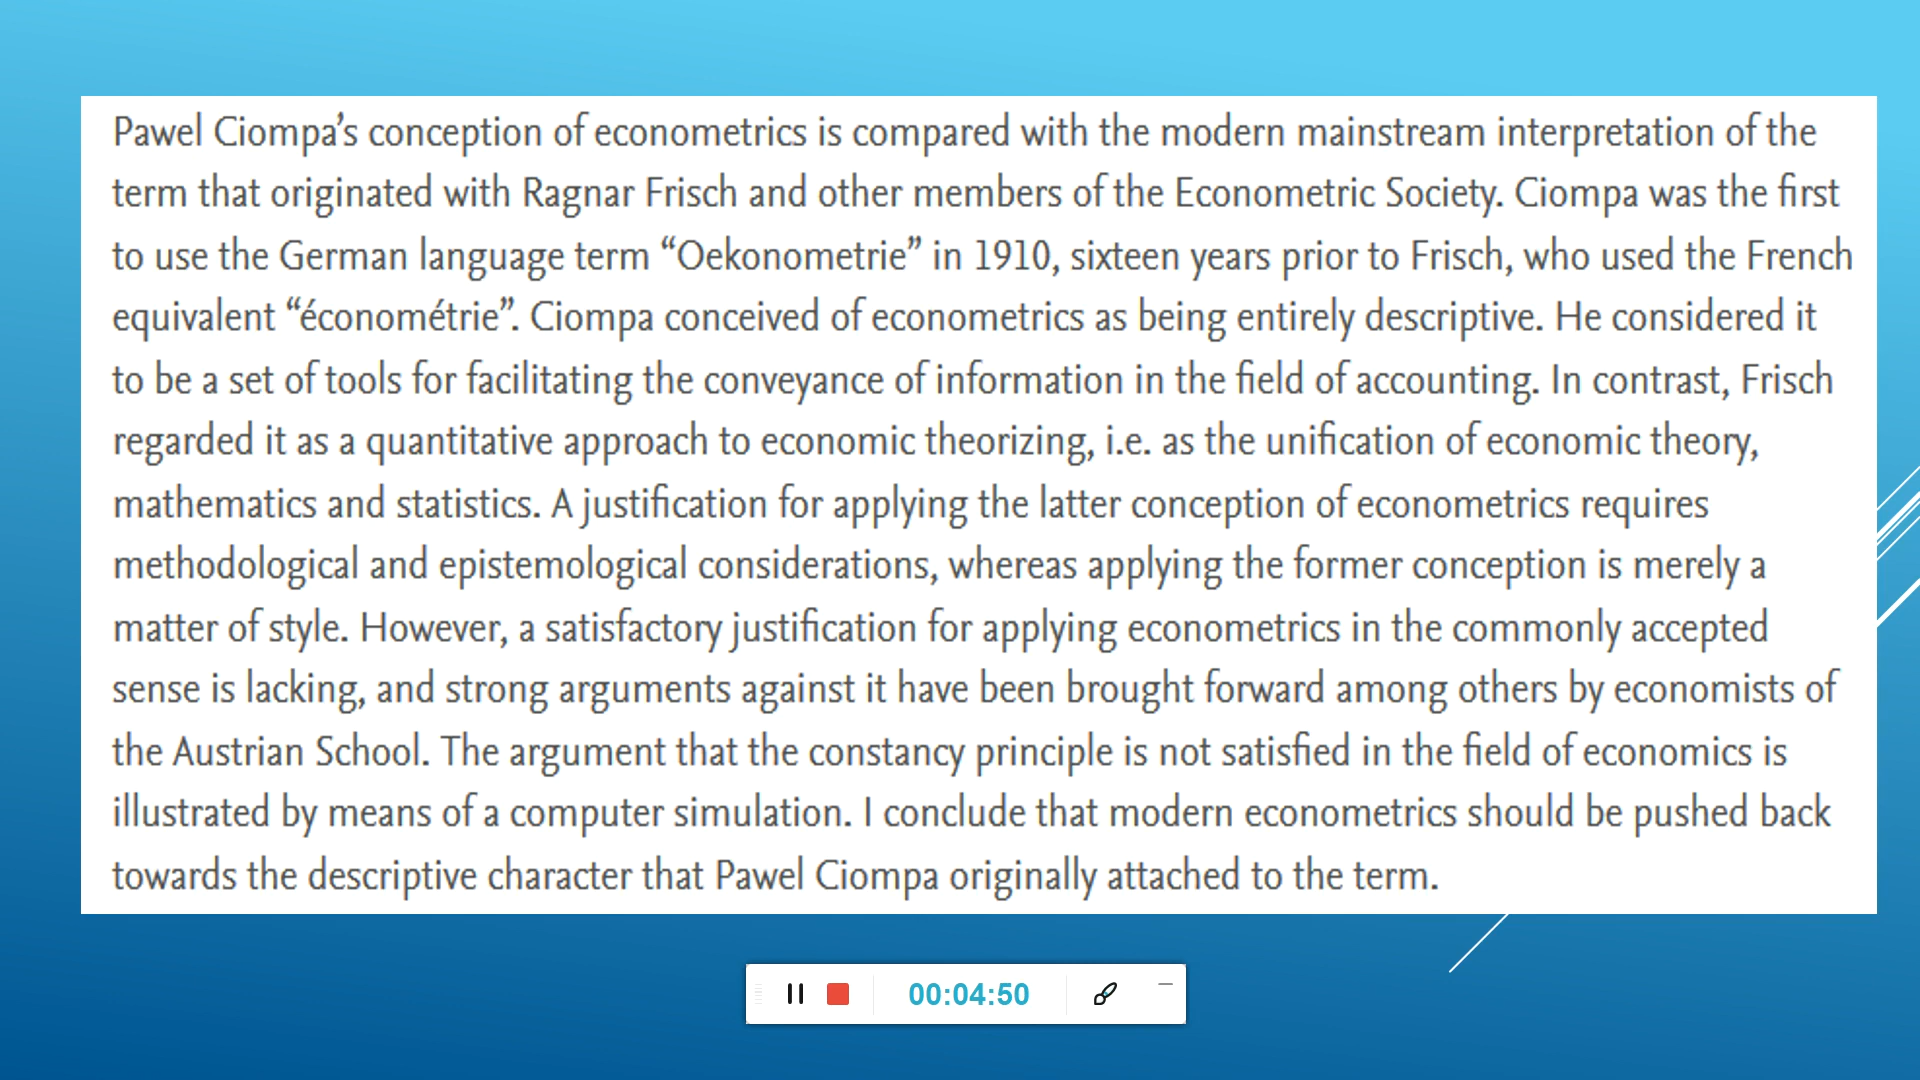 Pawel Ciompa’s conception of econometrics is compared with the modern mainstream interpretation of the
term that originated with Ragnar Frisch and other members of the Econometric Society. Ciompa was the first
to use the German language term “Oekonometrie” in 1910, sixteen years prior to Frisch, who used the French
equivalent “économétrie”. Ciompa conceived of econometrics as being entirely descriptive. He considered it
to be a set of tools for facilitating the conveyance of information in the field of accounting. In contrast, Frisch
regarded it as a quantitative approach to economic theorizing, i.e. as the unification of economic theory,
mathematics and statistics. A justification for applying the latter conception of econometrics requires
methodological and epistemological considerations, whereas applying the former conception is merely a
matter of style. However, a satisfactory justification for applying econometrics in the commonly accepted
sense is lacking, and strong arguments against it have been brought forward among others by economists of
the Austrian School. The argument that the constancy principle is not satisfied in the field of economics is
illustrated by means of a computer simulation. I conclude that modern econometrics should be pushed back
towards the descriptive character that Pawel Ciompa originally attached to the term.
00:04:50